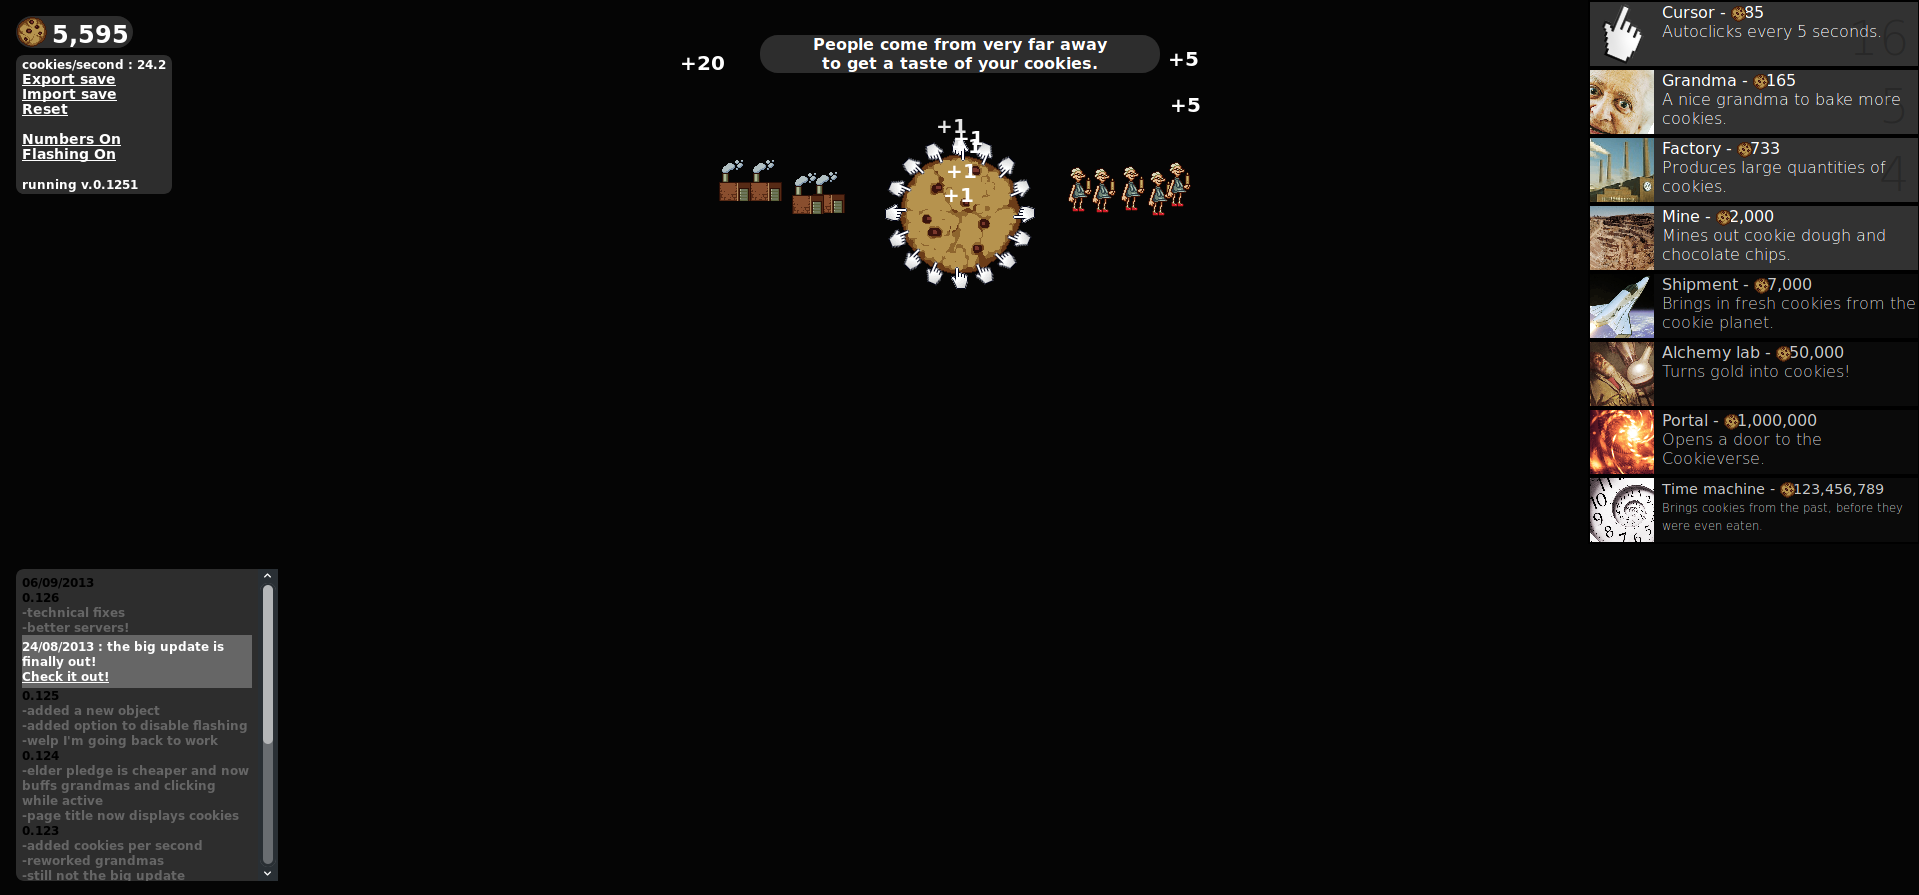 5,595
cookies/second : 24.2
Export save
Import save
Reset
Numbers On
Flashing On
running v.0.1251
People come from very far away
to get a taste of your cookies.
+20
+5
+5
+1
+1
+1
Cursor - 85
Autoclicks every 5 seconds.
16
Grandma - 165
A nice grandma to bake more
cookies.
5
Factory - 733
Produces large quantities of
cookies.
4
Mine - 2,000
Mines out cookie dough and
chocolate chips.
Shipment - 7,000
Brings in fresh cookies from the
cookie planet.
Alchemy lab - 50,000
Turns gold into cookies!
Portal - 1,000,000
Opens a door to the
Cookieverse.
Time machine - 123,456,789
Brings cookies from the past, before they
were even eaten.
06/09/2013
0.126
-technical fixes
-better servers!
24/08/2013 : the big update is
finally out!
Check it out!
0.125
-added a new object
-added option to disable flashing
-welp I'm going back to work
0.124
-elder pledge is cheaper and now
buffs grandmas and clicking
while active
-page title now displays cookies
0.123
-added cookies per second
-reworked grandmas
-still not the big update